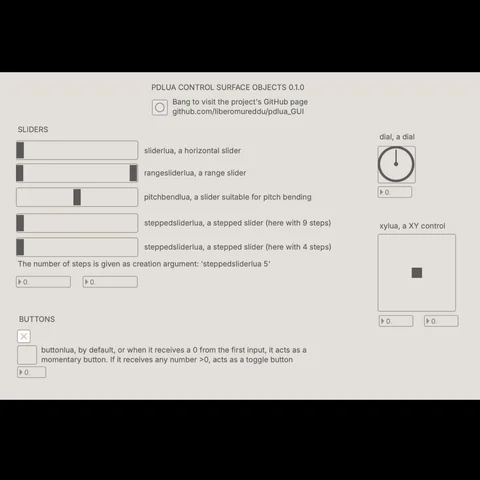 PDLUA CONTROL SURFACE OBJECTS 0.1.0
Bang to visit the project's GitHub page
github.com/liberomureddu/pdlua_GUI
SLIDERS
sliderlua, a horizontal slider
rangesliderlua, a range slider
pitchbendlua, a slider suitable for pitch bending
steppedsliderlua, a stepped slider (here with 9 steps)
steppedsliderlua, a stepped slider (here with 4 steps)
The number of steps is given as creation argument: 'steppedsliderlua 5'
0.
0.
dial, a dial
0.
xylua, a XY control
0.
0.
BUTTONS
buttonlua, by default, or when it receives a 0 from the first input, it acts as a
momentary button. If it receives any number >0, acts as a toggle button
0.